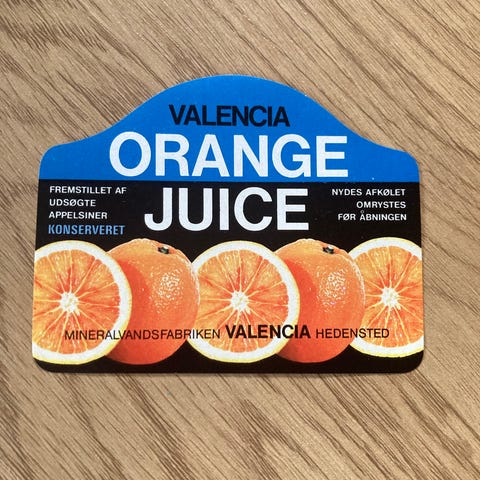 VALENCIA
ORANGE
JUICE
FREMSTILLET AF
UDSØGTE
APPELSINER
KONSERVERET
NYDES AFKØLET
OMRYSTES
FØR ÅBNINGEN
MINERALVANDSFABRIKEN VALENCIA HEDENSTED